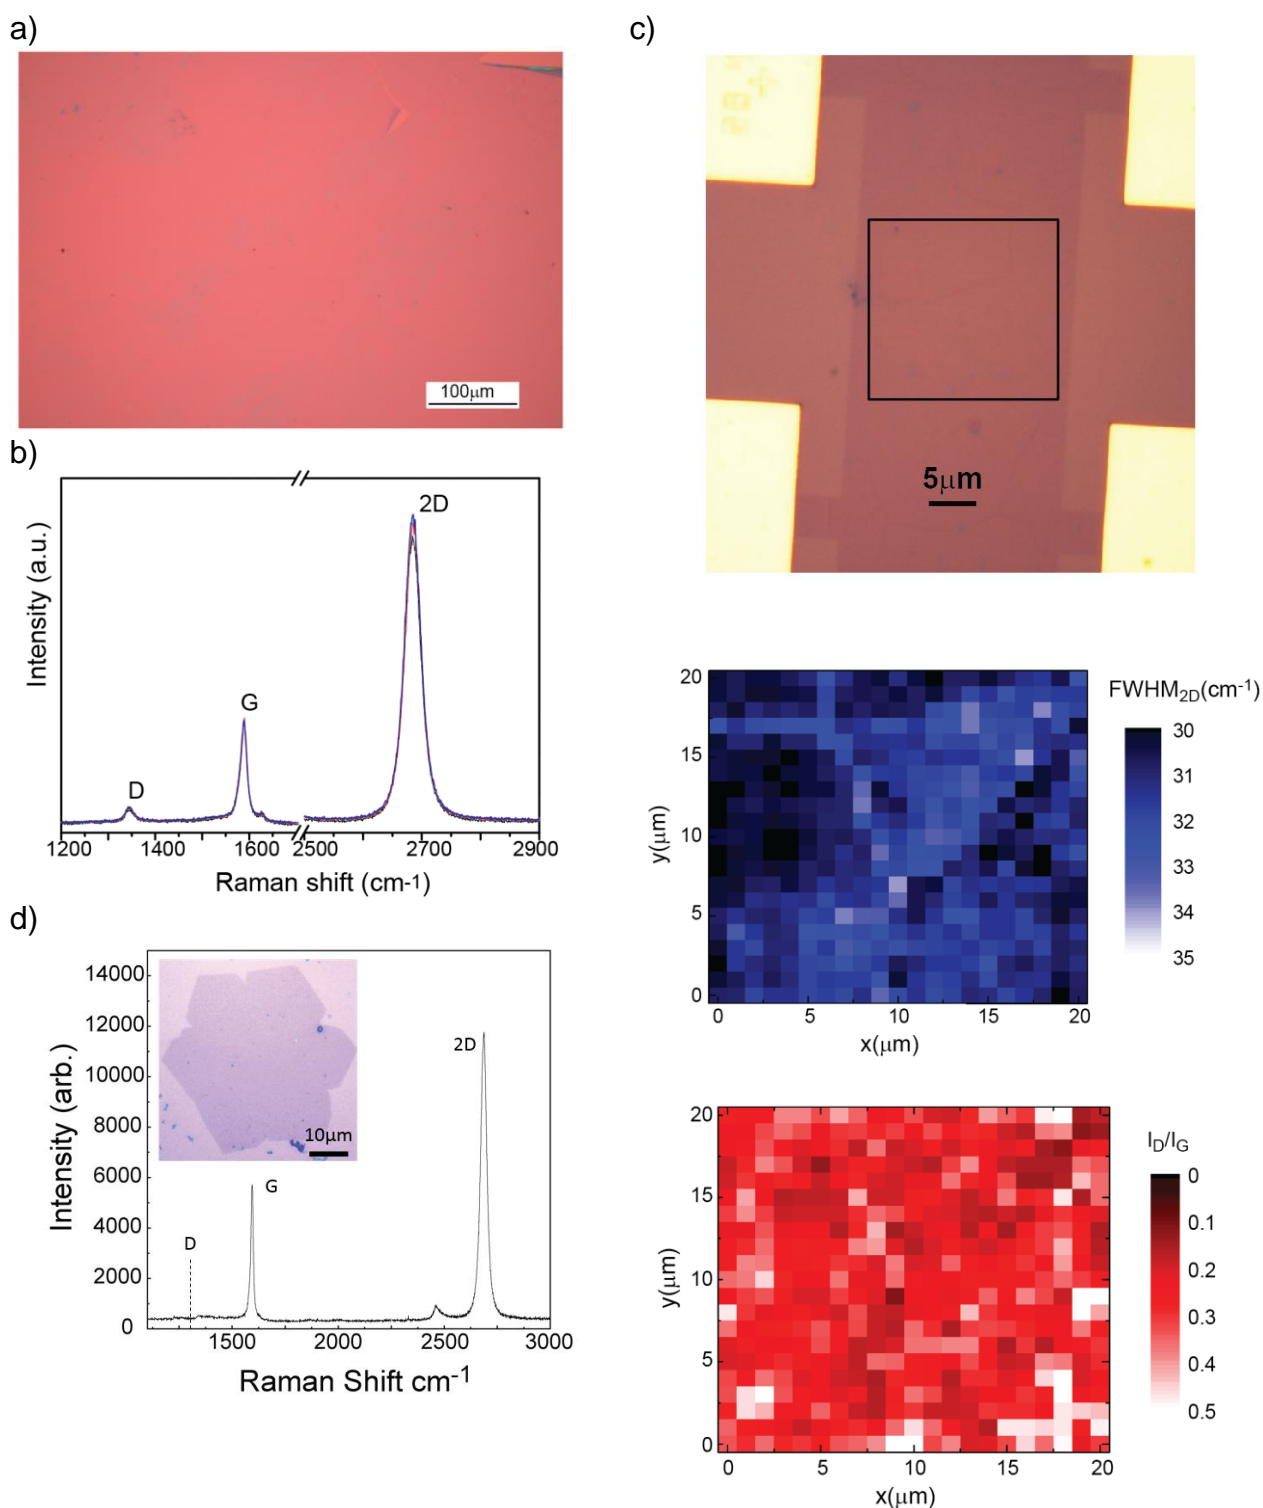 a)
100μm
b)
Intensity (a.u.)
D
G
2D
1200 1400 1600 2500 2700 2900
Raman shift (cm-1)
c)
5μm
FWHM2D(cm-1)
30
31
32
33
34
35
20
15
10
5
0
y(μm)
0 5 10 15 20
x(μm)
ID/IG
0
0.1
0.2
0.3
0.4
0.5
20
15
10
5
0
y(μm)
0 5 10 15 20
x(μm)
d)
Intensity (arb.)
14000
12000
10000
8000
6000
4000
2000
0
10μm
D
G
2D
1500 2000 2500 3000
Raman Shift cm-1